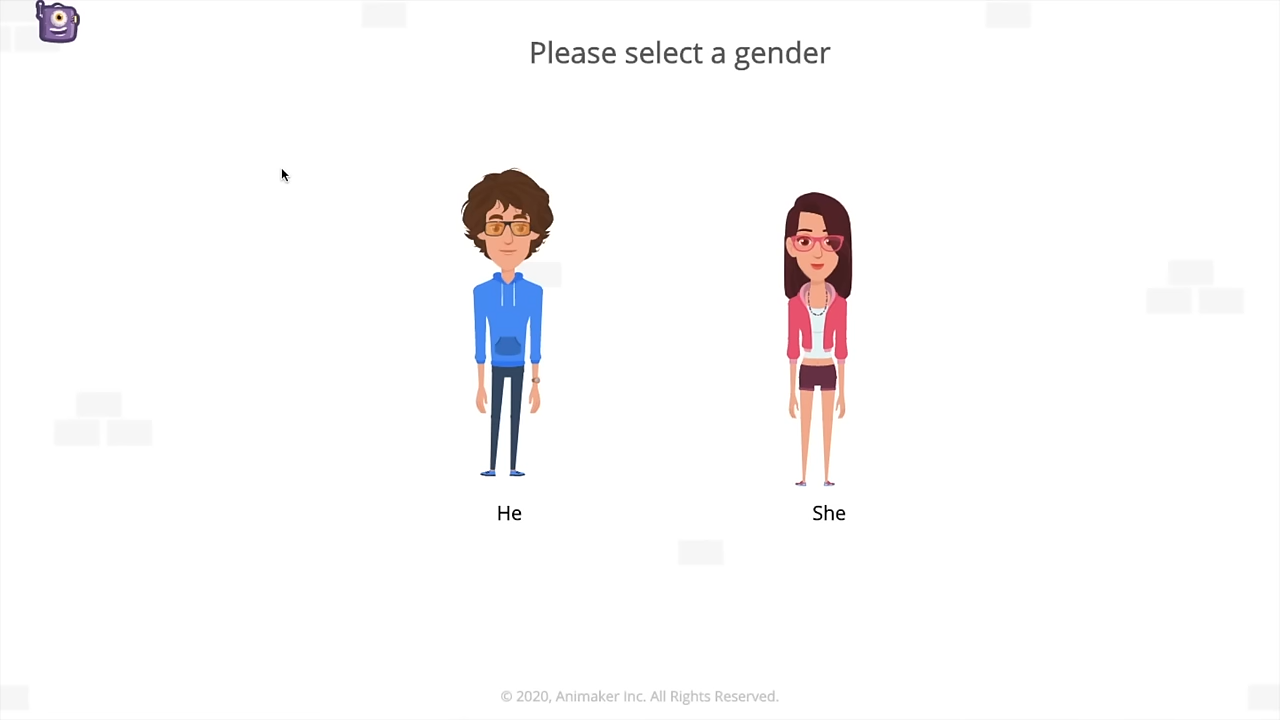 Please select a gender
He
She
© 2020, Animaker Inc. All Rights Reserved.